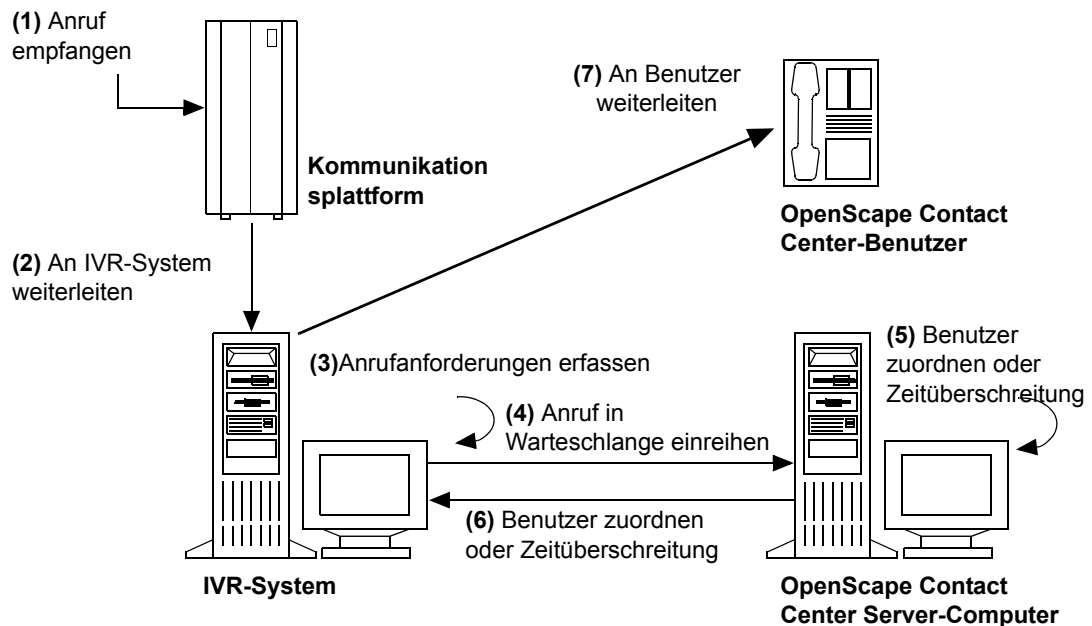 (1) Anruf
empfangen
(7) An Benutzer
weiterleiten
Kommunikation
splattform
OpenScape Contact
Center-Benutzer
(2) An IVR-System
weiterleiten
(3)Anrufanforderungen erfassen
(4) Anruf in
Warteschlange einreihen
(5) Benutzer
zuordnen oder
Zeitüberschreitung
(6) Benutzer zuordnen
oder Zeitüberschreitung
IVR-System
OpenScape Contact
Center Server-Computer